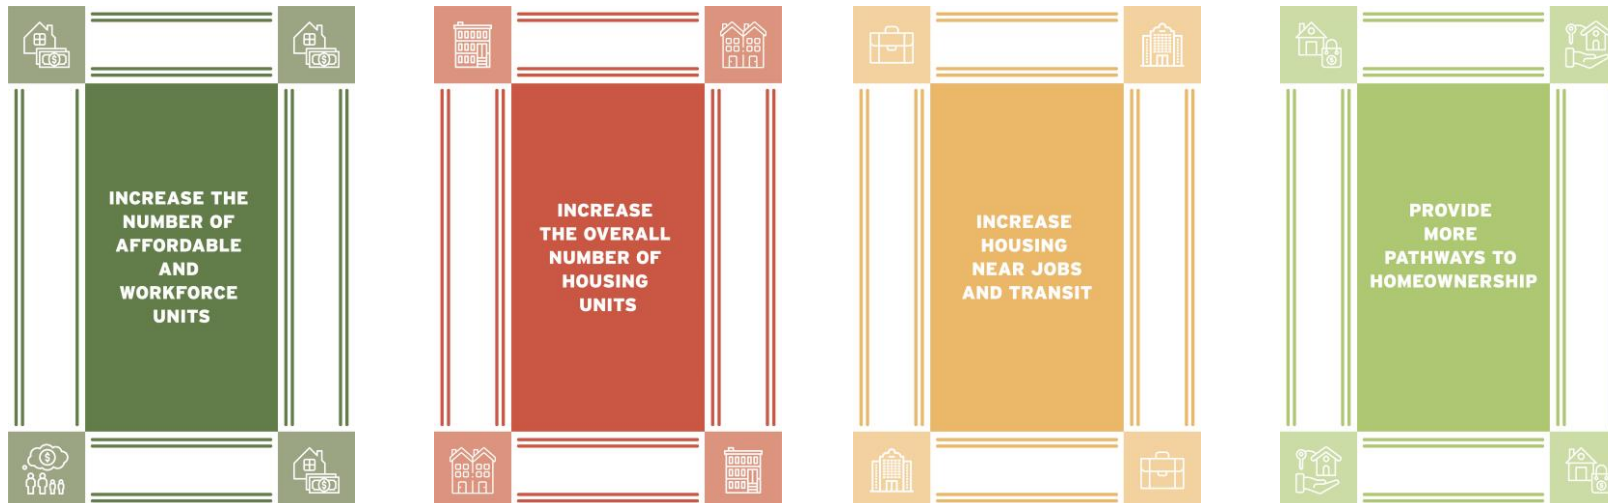 INCREASE THE
NUMBER OF
AFFORDABLE
AND
WORKFORCE
UNITS
INCREASE
THE OVERALL
NUMBER OF
HOUSING
UNITS
INCREASE
HOUSING
NEAR JOBS
AND TRANSIT
PROVIDE
MORE
PATHWAYS TO
HOMEOWNERSHIP